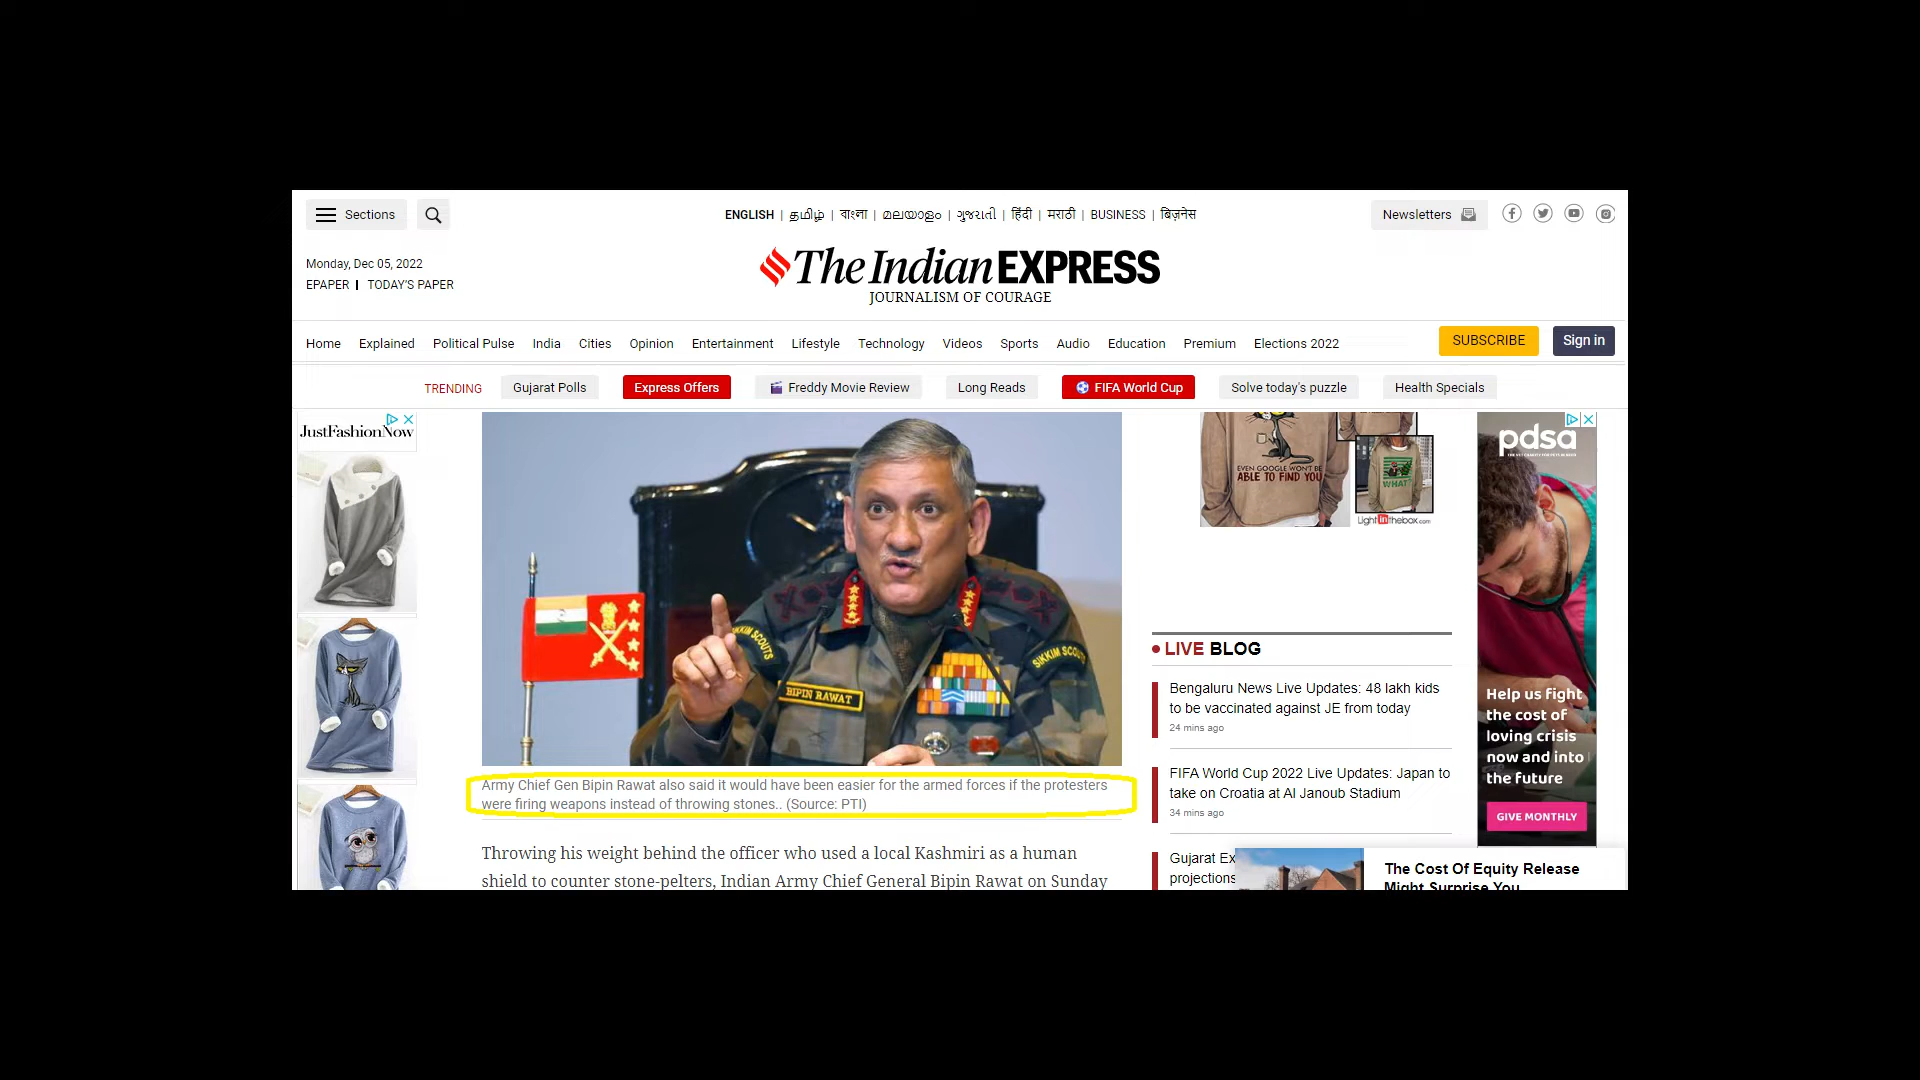 Sections
ENGLISH | தமிழ் | বাংলা | മലയാളം | ગુજરાતી | हिंदी | मराठी | BUSINESS | बिज़नेस
Newsletters
Monday, Dec 05, 2022
EPAPER | TODAY'S PAPER
The Indian EXPRESS
JOURNALISM OF COURAGE
Home Explained Political Pulse India Cities Opinion Entertainment Lifestyle Technology Videos Sports Audio Education Premium Elections 2022
SUBSCRIBE
Sign in
TRENDING Gujarat Polls Express Offers Freddy Movie Review Long Reads FIFA World Cup Solve today's puzzle Health Specials
JustFashionNow
SIKKIM SCOUTS
BIPIN RAWAT
SIKKIM SCOUTS
Army Chief Gen Bipin Rawat also said it would have been easier for the armed forces if the protesters
were firing weapons instead of throwing stones.. (Source: PTI)
Throwing his weight behind the officer who used a local Kashmiri as a human
shield to counter stone-pelters, Indian Army Chief General Bipin Rawat on Sunday
EVEN GOOGLE WON'T BE
ABLE TO FIND YOU
WHAT?
Lightinthebox.com
LIVE BLOG
Bengaluru News Live Updates: 48 lakh kids
to be vaccinated against JE from today
24 mins ago
FIFA World Cup 2022 Live Updates: Japan to
take on Croatia at Al Janoub Stadium
34 mins ago
Gujarat Ex
projections
pdsa
Help us fight
the cost of
loving crisis
now and into
the future
GIVE MONTHLY
The Cost Of Equity Release
Might Surprise You